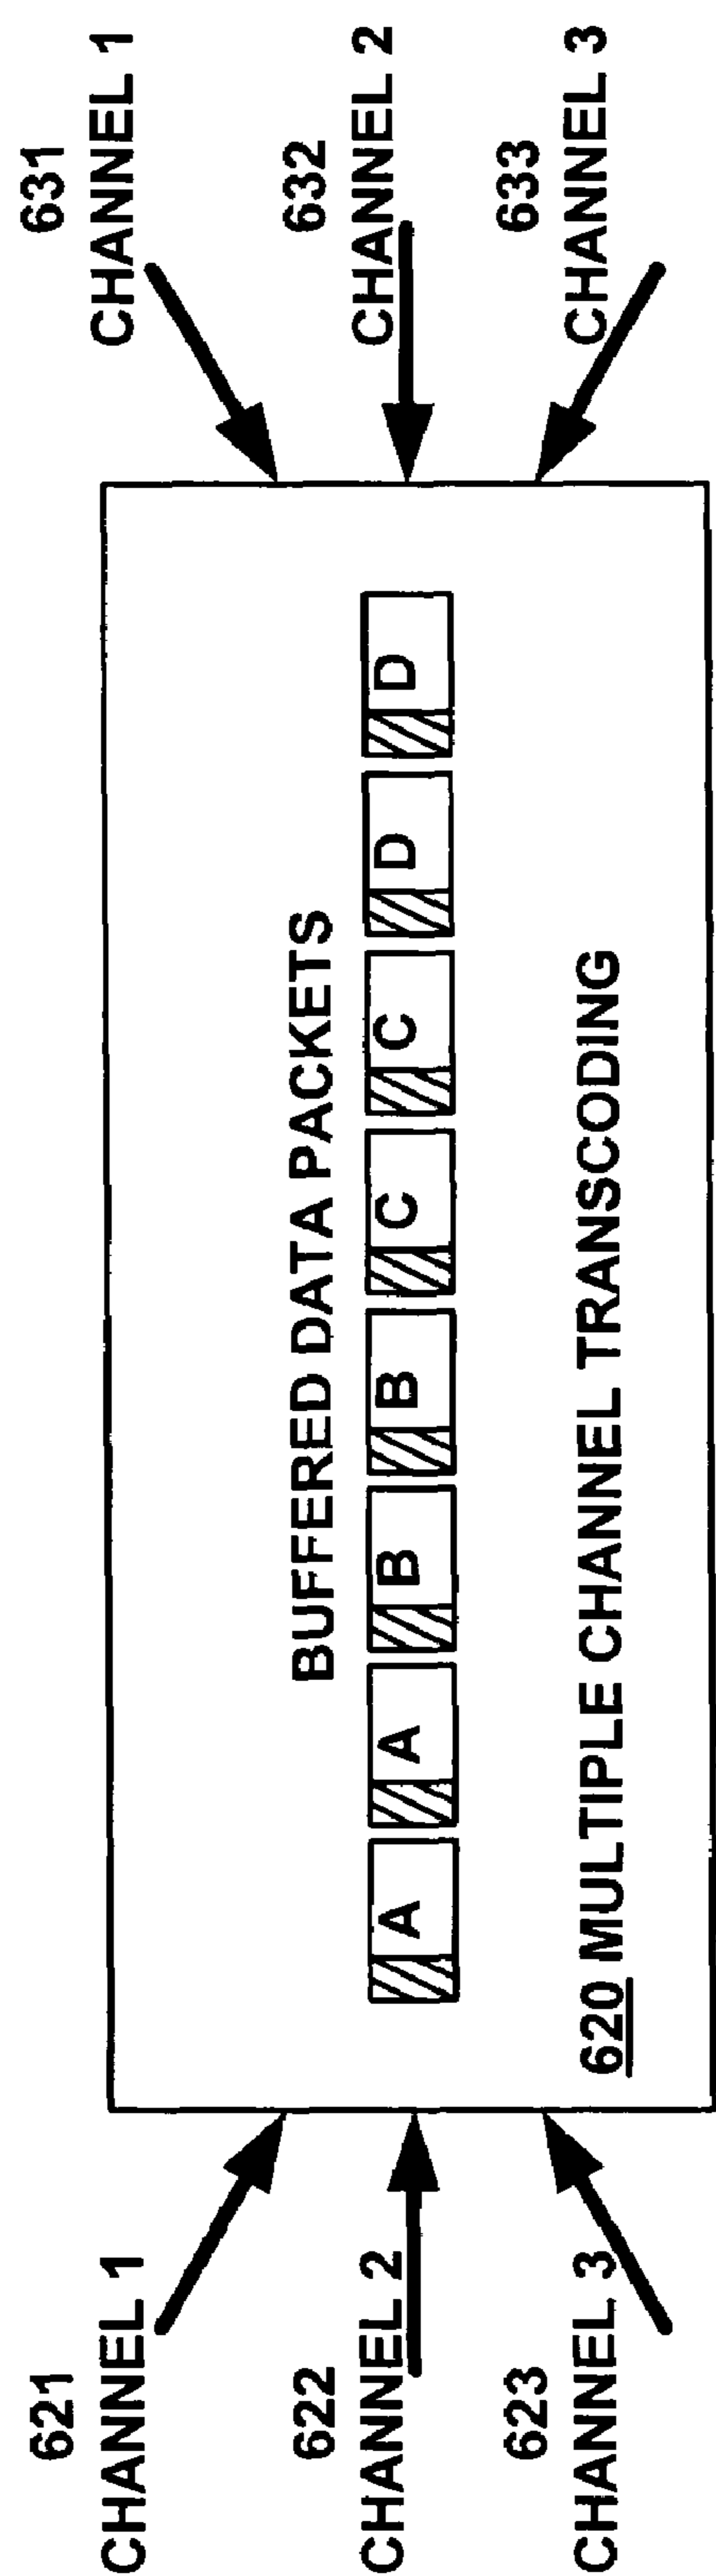 621
CHANNEL 1
622
CHANNEL 2
623
CHANNEL 3
BUFFERED DATA PACKETS
A A B B C C D D
620 MULTIPLE CHANNEL TRANSCODING
631
CHANNEL 1
632
CHANNEL 2
633
CHANNEL 3